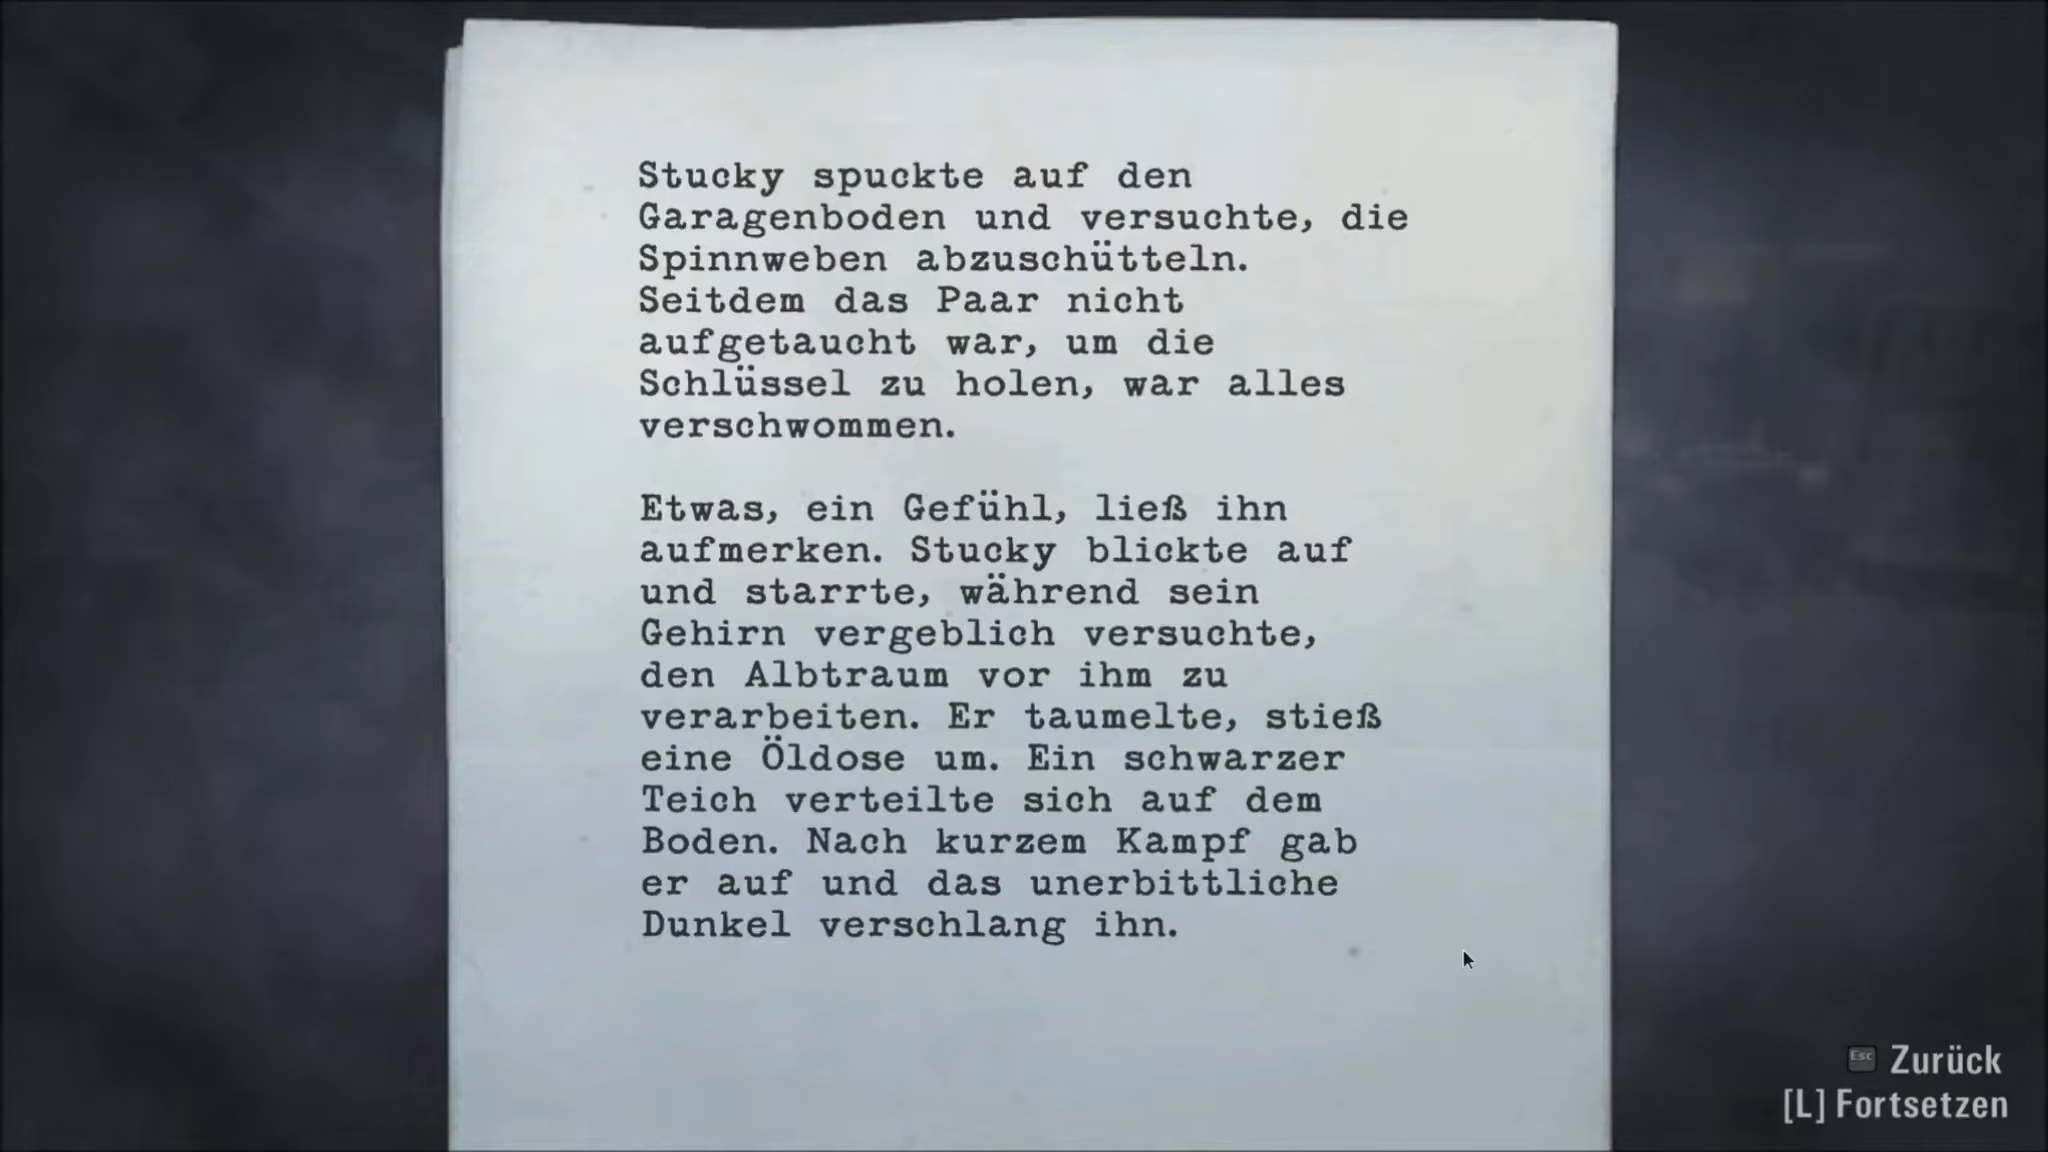 Stucky spuckte auf den
Garagenboden und versuchte, die
Spinnweben abzuschütteln.
Seitdem das Paar nicht
aufgetaucht war, um die
Schlüssel zu holen, war alles
verschwommen.
Etwas, ein Gefühl, ließ ihn
aufmerken. Stucky blickte auf
und starrte, während sein
Gehirn vergeblich versuchte,
den Albtraum vor ihm zu
verarbeiten. Er taumelte, stieß
eine Öldose um. Ein schwarzer
Teich verteilte sich auf dem
Boden. Nach kurzem Kampf gab
er auf und das unerbittliche
Dunkel verschlang ihn.
Esc Zurück
[L] Fortsetzen